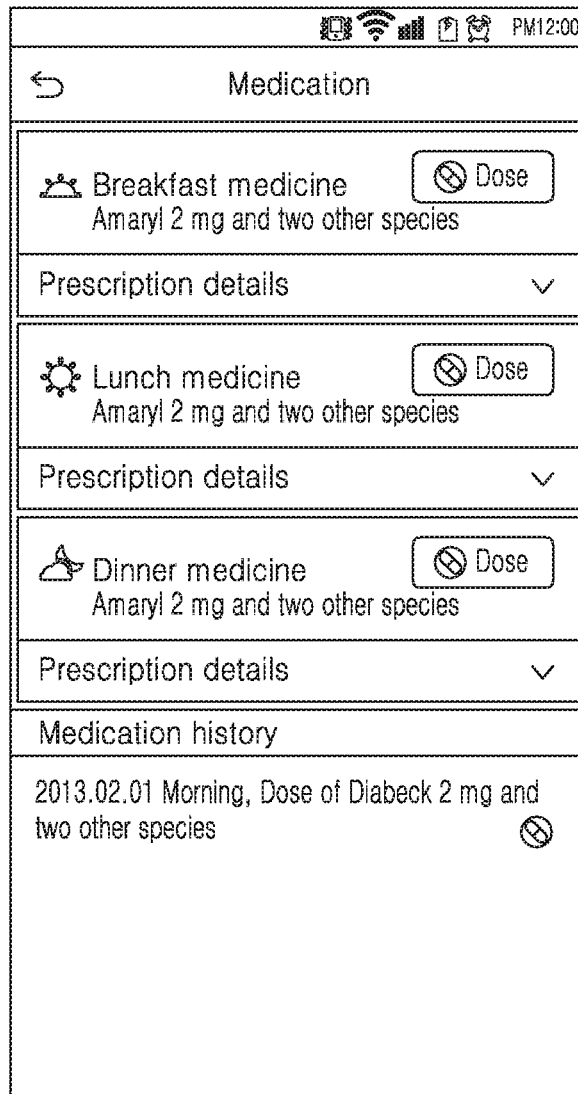 PM12:00
Medication
Breakfast medicine
Dose
Amaryl 2 mg and two other species
Prescription details
Lunch medicine
Dose
Amaryl 2 mg and two other species
Prescription details
Dinner medicine
Dose
Amaryl 2 mg and two other species
Prescription details
Medication history
2013.02.01 Morning, Dose of Diabeck 2 mg and
two other species